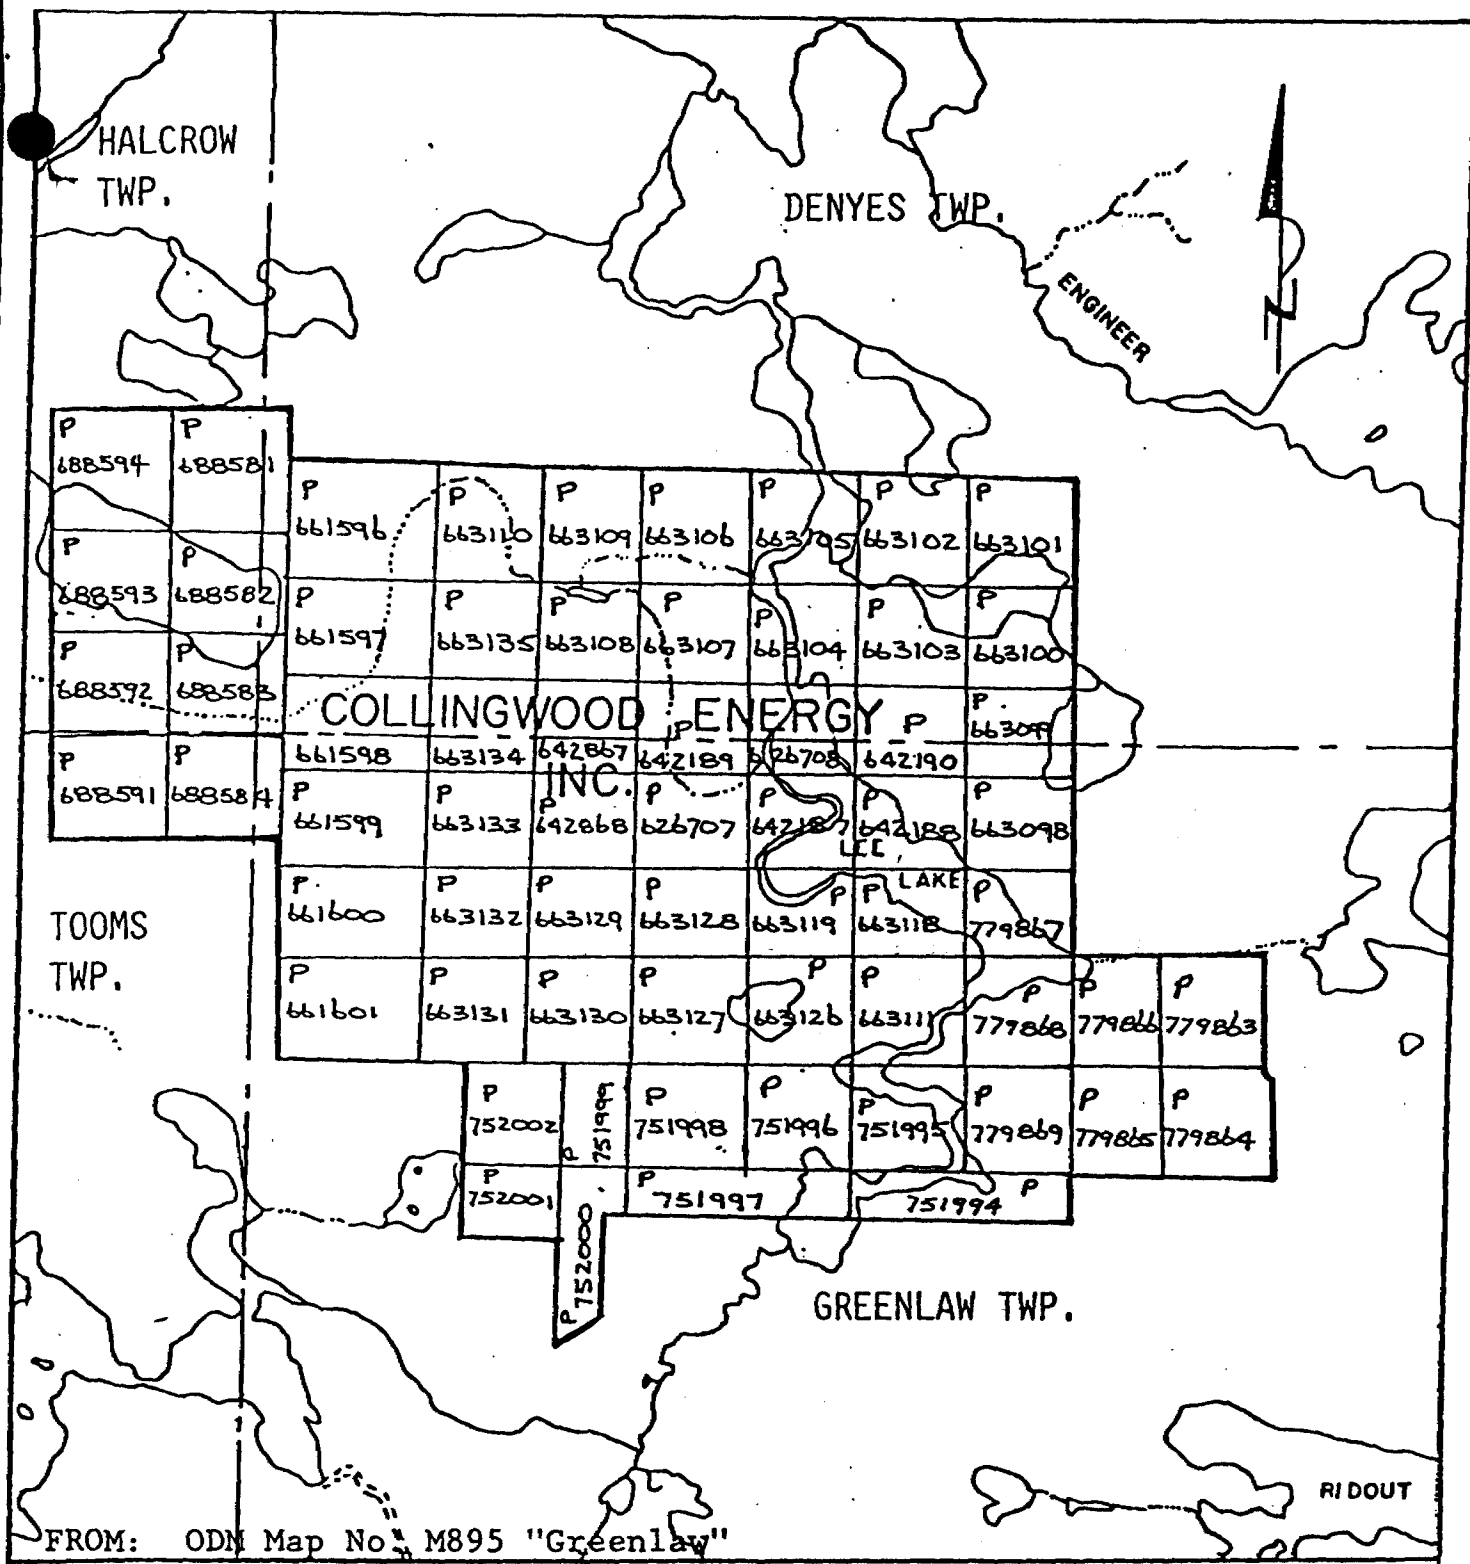 HALCROW
TWP.
DENYES TWP.
ENGINEER
N
P P
688594 688581
P P P P P P P
661596 663110 663109 663106 663105 663102 663101
P P
688593 688582
P P P P P P P
661597 663135 663108 663107 663104 663103 663100
P P
688592 688583
COLLINGWOOD ENERGY
INC.
P P P
663099
661598 663134 642867 642189 626708 642190
P P
688591 688584
P P P P P P P
661599 663133 642868 626707 642187 642188 663098
LEE
LAKE
P P P P P P P
661600 663132 663129 663128 663119 663118 779867
TOOMS
TWP.
P P P P P P P P P
661601 663131 663130 663127 663126 663111 779868 779866 779863
P P P P P P P P
752002 751999 751998 751996 751995 779869 779865 779864
P P P
752001 751997 751994
P 752000
GREENLAW TWP.
RIDOUT
FROM: ODM Map No. M895 "Greenlaw"